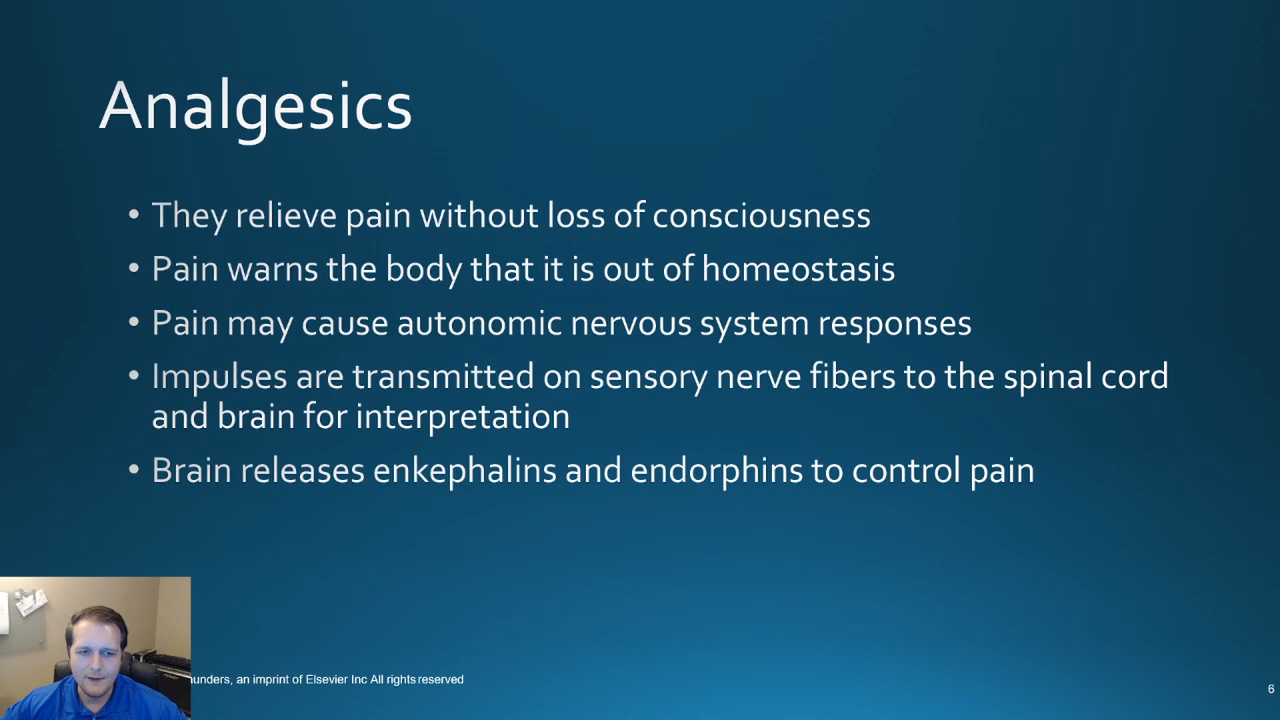 Analgesics
• They relieve pain without loss of consciousness
• Pain warns the body that it is out of homeostasis
• Pain may cause autonomic nervous system responses
• Impulses are transmitted on sensory nerve fibers to the spinal cord
and brain for interpretation
• Brain releases enkephalins and endorphins to control pain
an imprint of Elsevier Inc All rights reserved
6